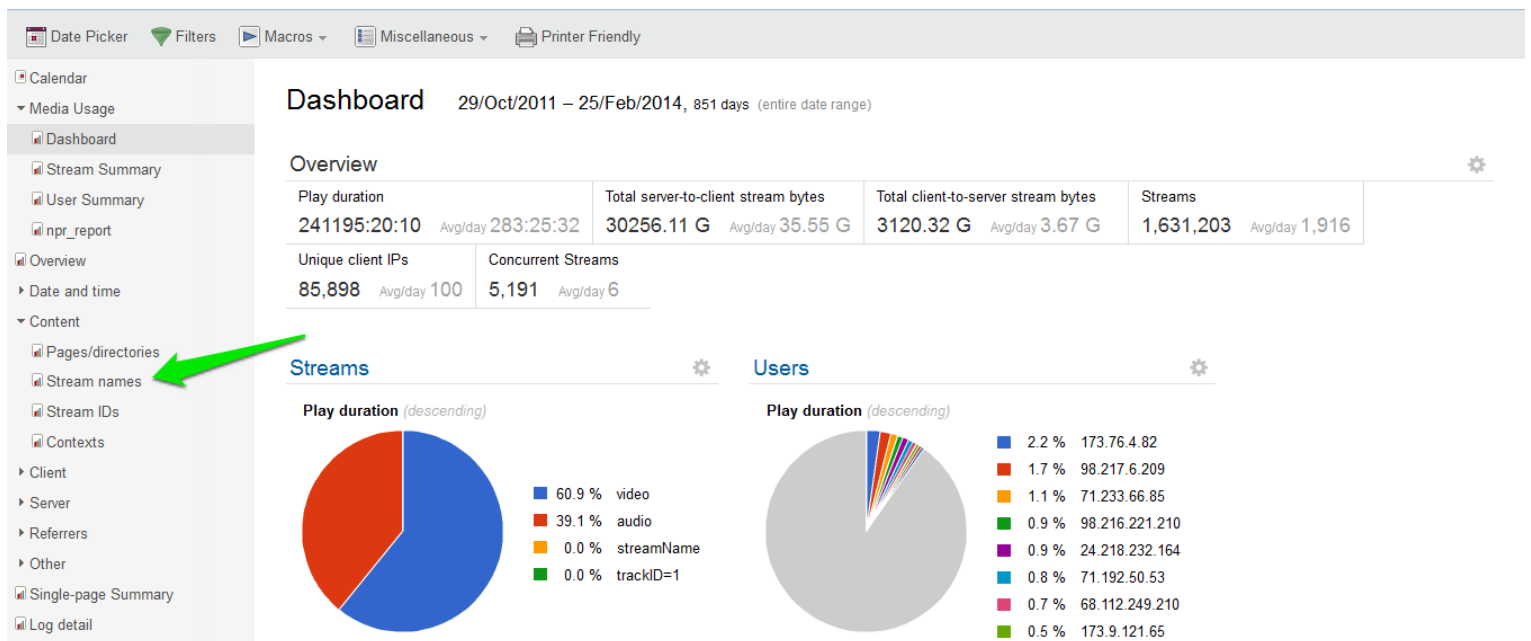 Date Picker Filters Macros Miscellaneous Printer Friendly
Calendar
Media Usage
Dashboard
Stream Summary
User Summary
npr_report
Overview
Date and time
Content
Pages/directories
Stream names
Stream IDs
Contexts
Client
Server
Referrers
Other
Single-page Summary
Log detail
Dashboard 29/Oct/2011 – 25/Feb/2014, 851 days (entire date range)
Overview
Play duration
241195:20:10 Avg/day 283:25:32
Total server-to-client stream bytes
30256.11 G Avg/day 35.55 G
Total client-to-server stream bytes
3120.32 G Avg/day 3.67 G
Streams
1,631,203 Avg/day 1,916
Unique client IPs
85,898 Avg/day 100
Concurrent Streams
5,191 Avg/day 6
Streams
Play duration (descending)
60.9 % video
39.1 % audio
0.0 % streamName
0.0 % trackID=1
Users
Play duration (descending)
2.2 % 173.76.4.82
1.7 % 98.217.6.209
1.1 % 71.233.66.85
0.9 % 98.216.221.210
0.9 % 24.218.232.164
0.8 % 71.192.50.53
0.7 % 68.112.249.210
0.5 % 173.9.121.65